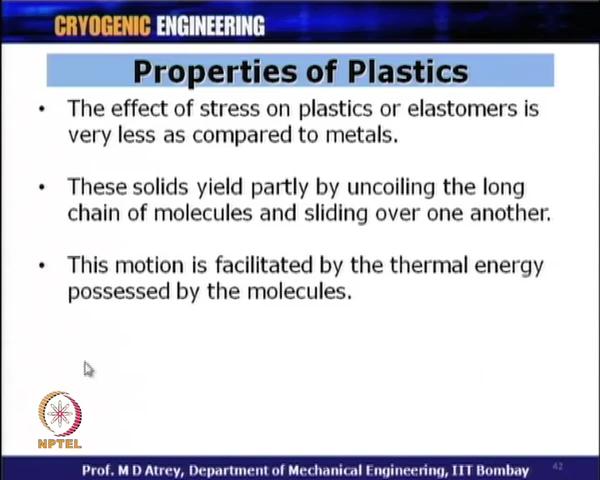 CRYOGENIC ENGINEERING
Properties of Plastics
• The effect of stress on plastics or elastomers is
very less as compared to metals.
• These solids yield partly by uncoiling the long
chain of molecules and sliding over one another.
• This motion is facilitated by the thermal energy
possessed by the molecules.
NPTEL
Prof. M D Atrey, Department of Mechanical Engineering, IIT Bombay
42